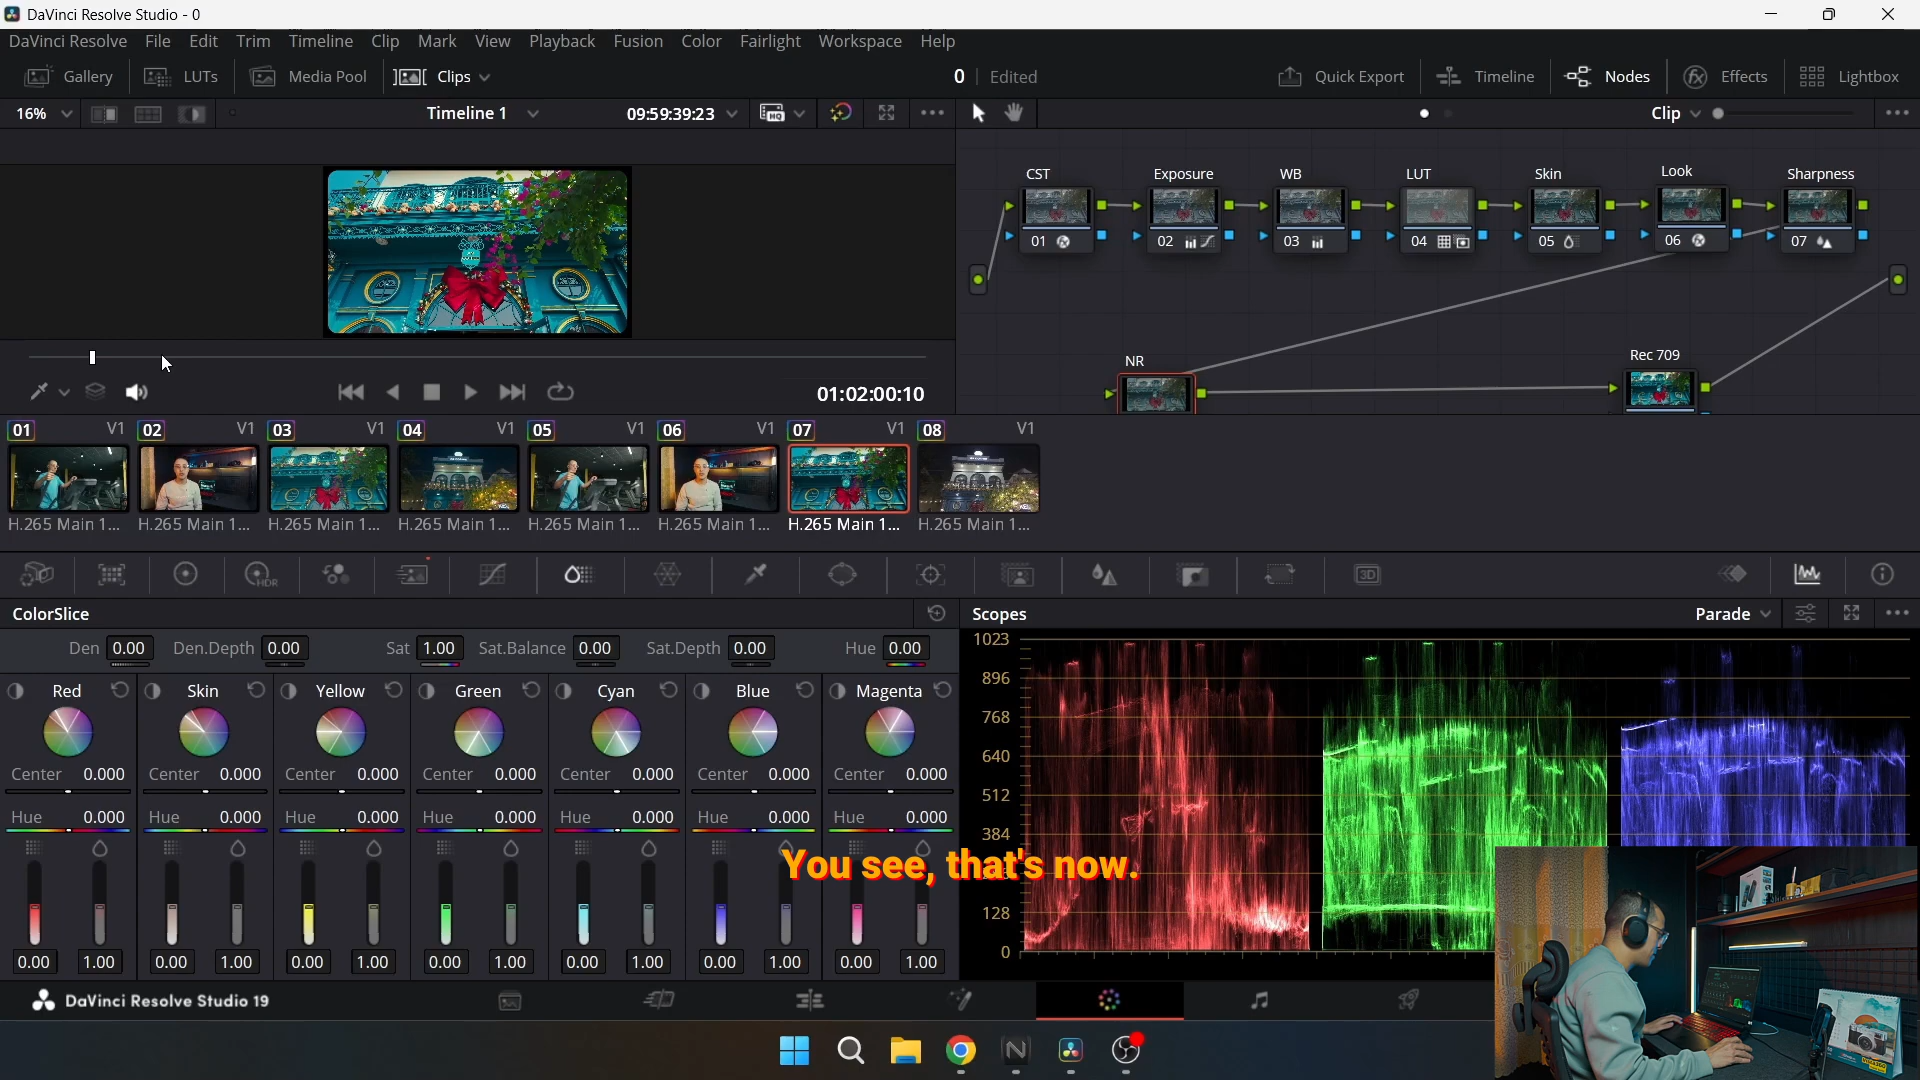 DaVinci Resolve Studio - 0
DaVinci Resolve File Edit Trim Timeline Clip Mark View Playback Fusion Color Fairlight Workspace Help
Gallery LUTs Media Pool Clips 0 Edited Quick Export Timeline Nodes Effects Lightbox
16% Timeline 1 09:59:39:23 HQ Clip
CST Exposure WB LUT Skin Look Sharpness
01 02 03 04 05 06 07
NR Rec 709
01:02:00:10
01 V1 02 V1 03 V1 04 V1 05 V1 06 V1 07 V1 08 V1
H.265 Main 1... H.265 Main 1... H.265 Main 1... H.265 Main 1... H.265 Main 1... H.265 Main 1... H.265 Main 1... H.265 Main 1...
HDR 3D
ColorSlice Scopes Parade
Den 0.00 Den.Depth 0.00 Sat 1.00 Sat.Balance 0.00 Sat.Depth 0.00 Hue 0.00
Red Skin Yellow Green Cyan Blue Magenta
Center 0.000 Center 0.000 Center 0.000 Center 0.000 Center 0.000 Center 0.000 Center 0.000
Hue 0.000 Hue 0.000 Hue 0.000 Hue 0.000 Hue 0.000 Hue 0.000 Hue 0.000
0.00 1.00 0.00 1.00 0.00 1.00 0.00 1.00 0.00 1.00 0.00 1.00 0.00 1.00
1023
896
768
640
512
384
128
0
You see, that's now.
DaVinci Resolve Studio 19